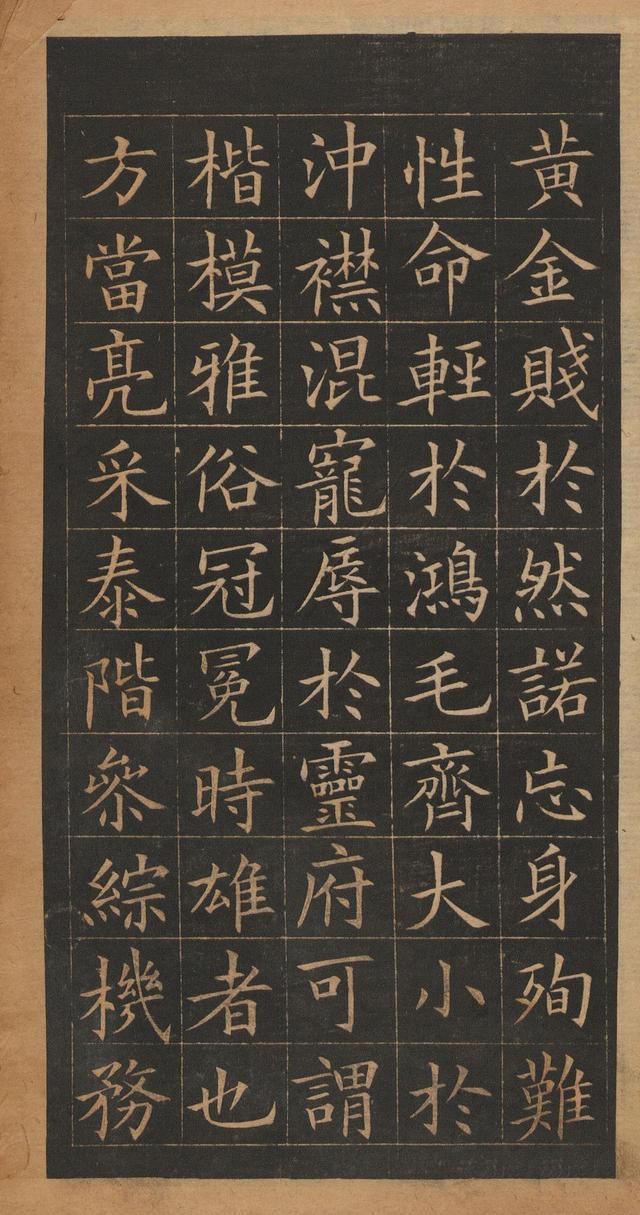 黄金賤於然諾忘身殉難
性命輕於鴻毛齊大小於
沖襟混寵辱於靈府可謂
楷模雅俗冠冕時雄者也
方當亮采泰階參綜機務